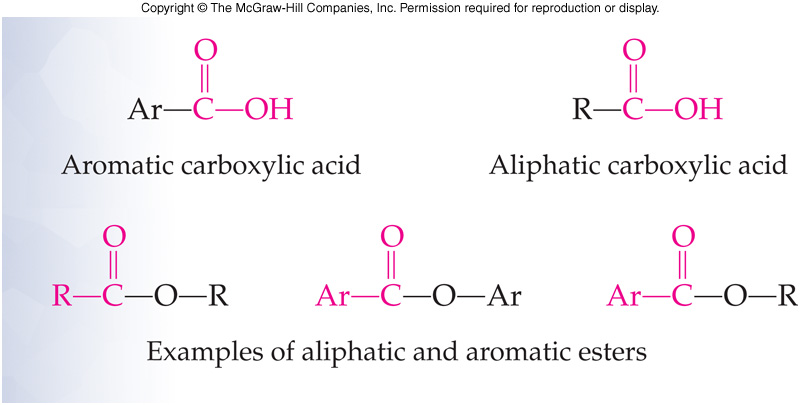 Copyright © The McGraw-Hill Companies, Inc. Permission required for reproduction or display.
O O
Ar—C—OH R—C—OH
Aromatic carboxylic acid Aliphatic carboxylic acid
O O O
R—C—O—R Ar—C—O—Ar Ar—C—O—R
Examples of aliphatic and aromatic esters